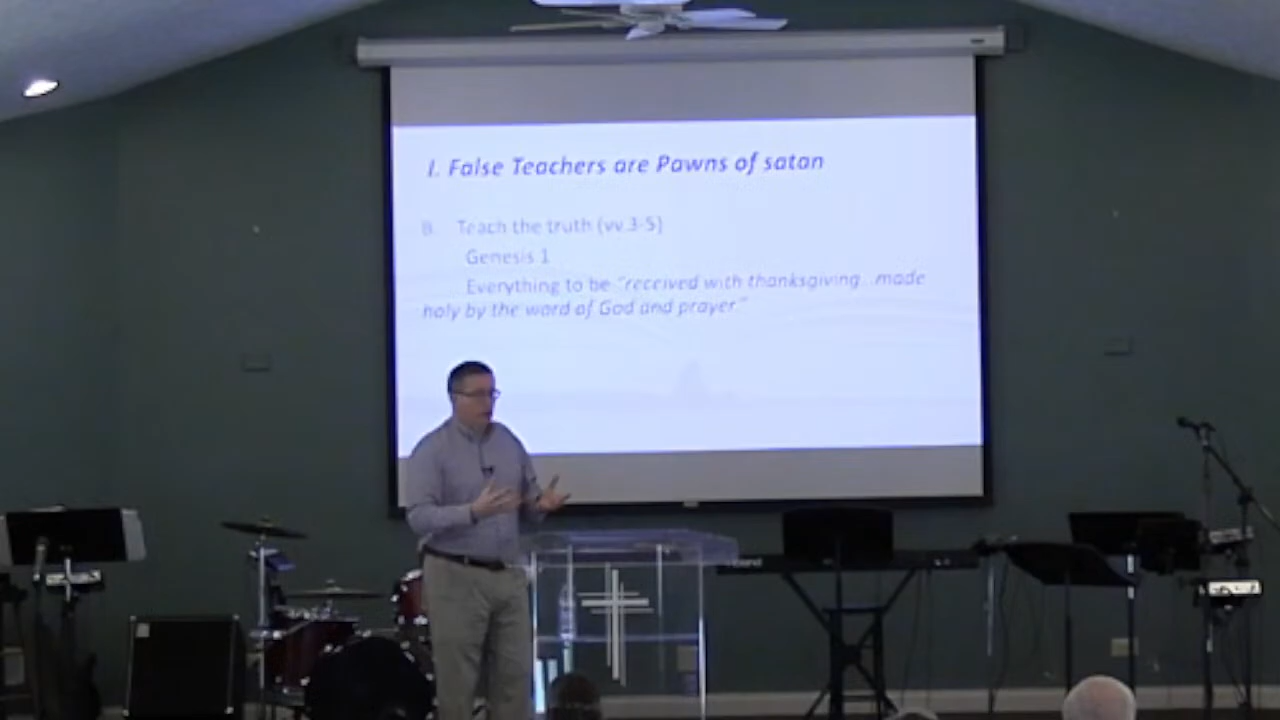 I. False Teachers are Pawns of satan
B. Teach the truth (vv.3-5)
Genesis 1
Everything to be "received with thanksgiving...made
holy by the word of God and prayer"